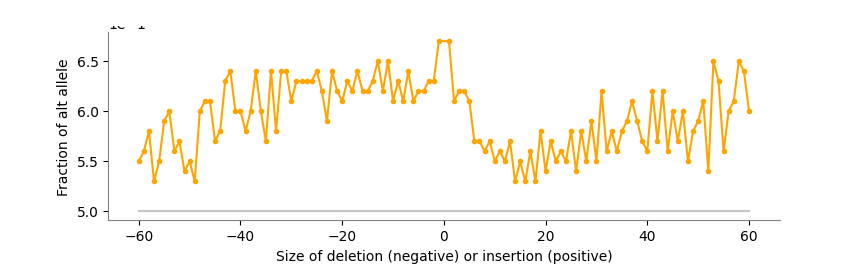 6.5
6.0
5.5
5.0
Fraction of alt allele
−60 −40 −20 0 20 40 60
Size of deletion (negative) or insertion (positive)